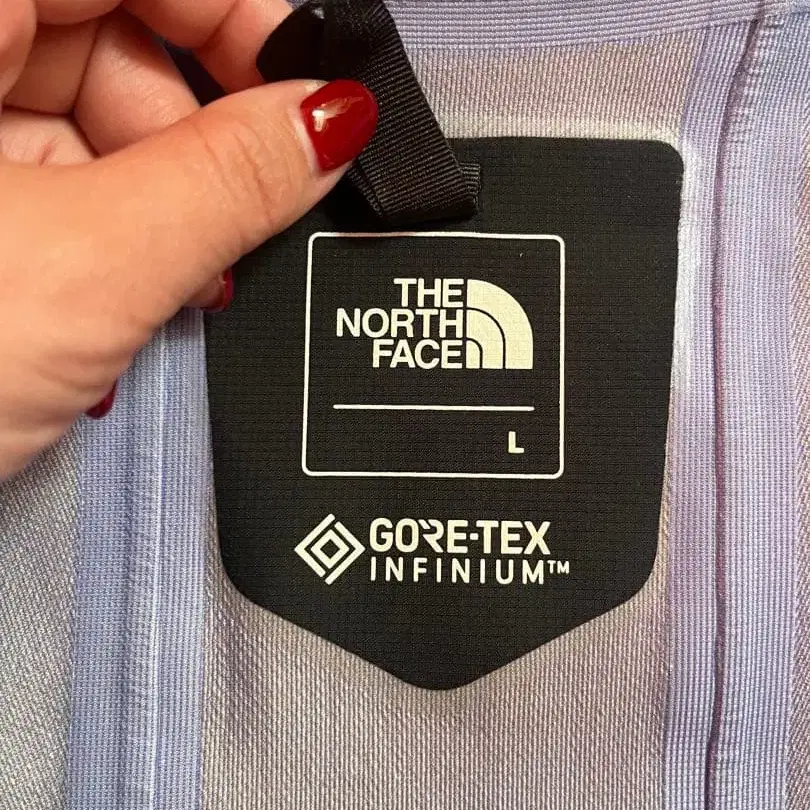 THE
NORTH
FACE
L
GORE-TEX
INFINIUM™